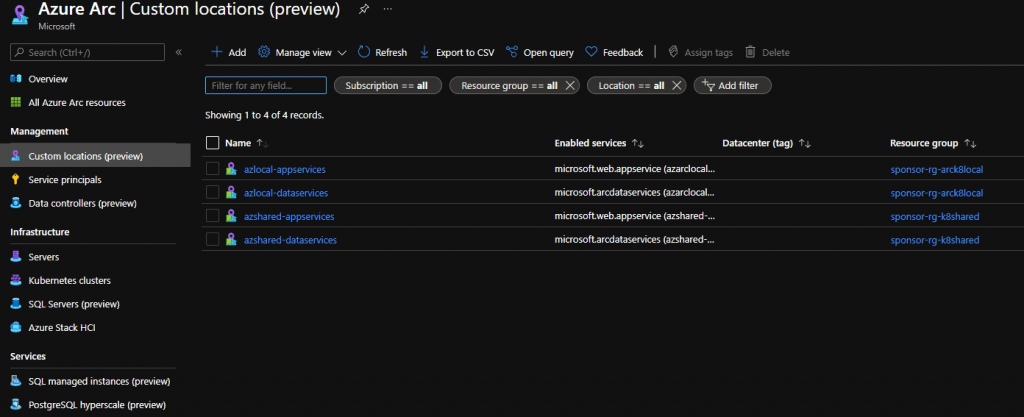 Azure Arc | Custom locations (preview) ...
Microsoft
Search (Ctrl+/)
«
Overview
All Azure Arc resources
Management
Custom locations (preview)
Service principals
Data controllers (preview)
Infrastructure
Servers
Kubernetes clusters
SQL Servers (preview)
Azure Stack HCI
Services
SQL managed instances (preview)
PostgreSQL hyperscale (preview)
Add Manage view Refresh Export to CSV Open query Feedback Assign tags Delete
Filter for any field... Subscription == all Resource group == all Location == all Add filter
Showing 1 to 4 of 4 records.
Name Enabled services Datacenter (tag) Resource group
azlocal-appservices microsoft.web.appservice (azarclocal... sponsor-rg-arck8local
azlocal-dataservices microsoft.arcdataservices (azarclocal... sponsor-rg-arck8local
azshared-appservices microsoft.web.appservice (azshared-... sponsor-rg-k8shared
azshared-dataservices microsoft.arcdataservices (azshared-... sponsor-rg-k8shared